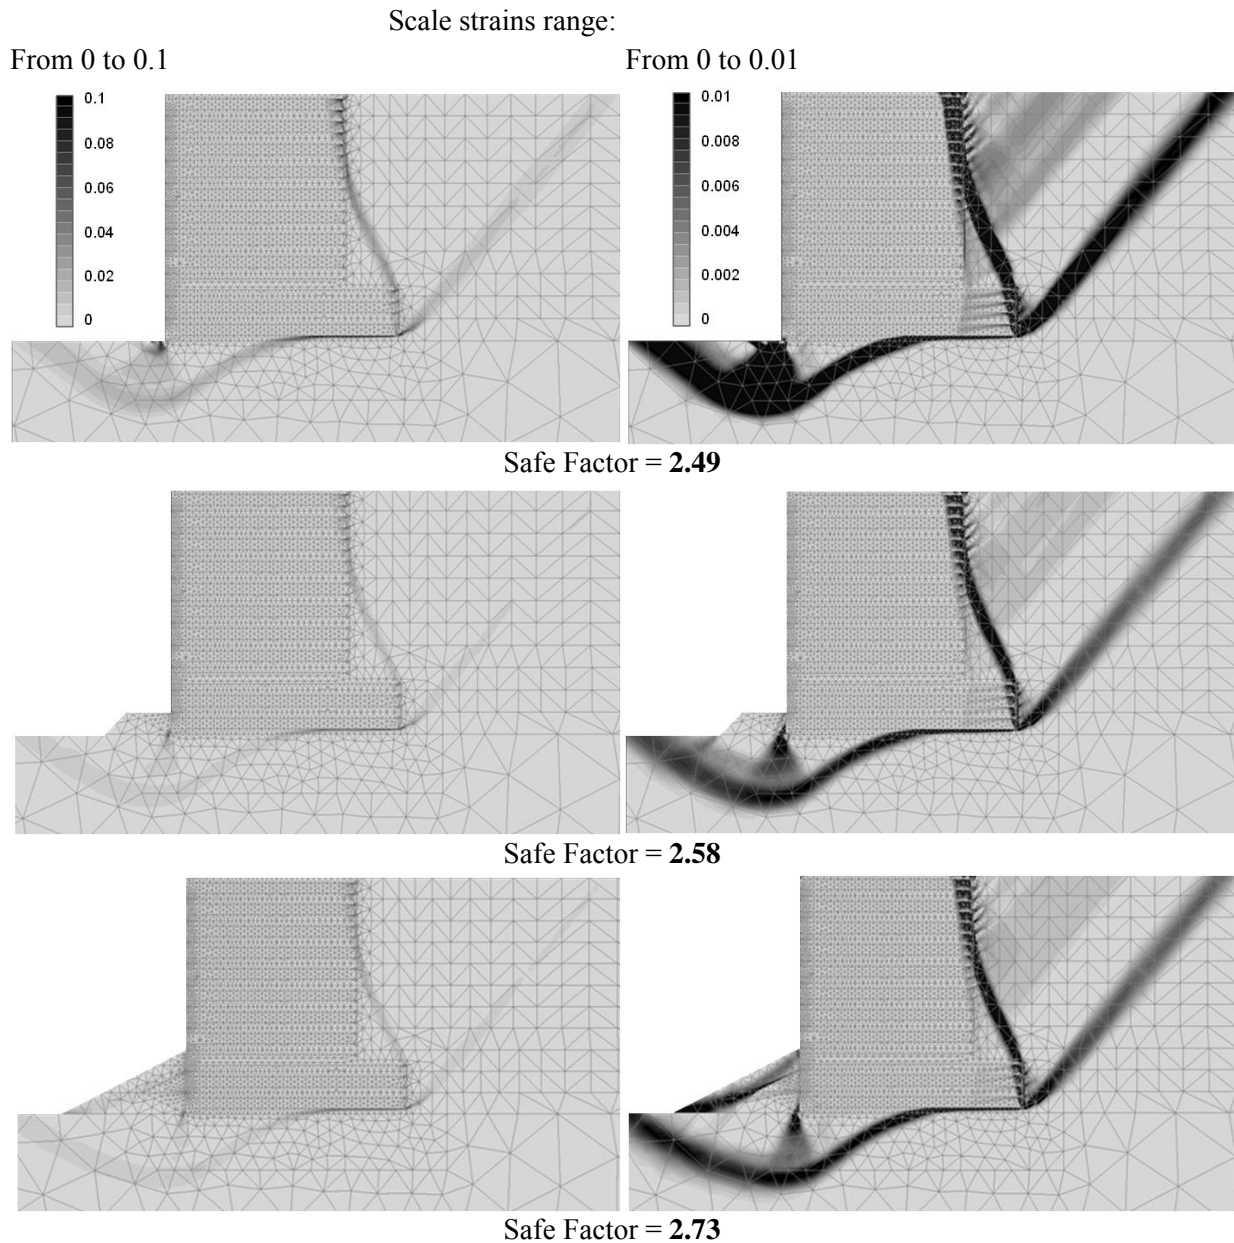 Scale strains range:
From 0 to 0.1
From 0 to 0.01
0.1
0.08
0.06
0.04
0.02
0
0.01
0.008
0.006
0.004
0.002
0
Safe Factor = 2.49
Safe Factor = 2.58
Safe Factor = 2.73